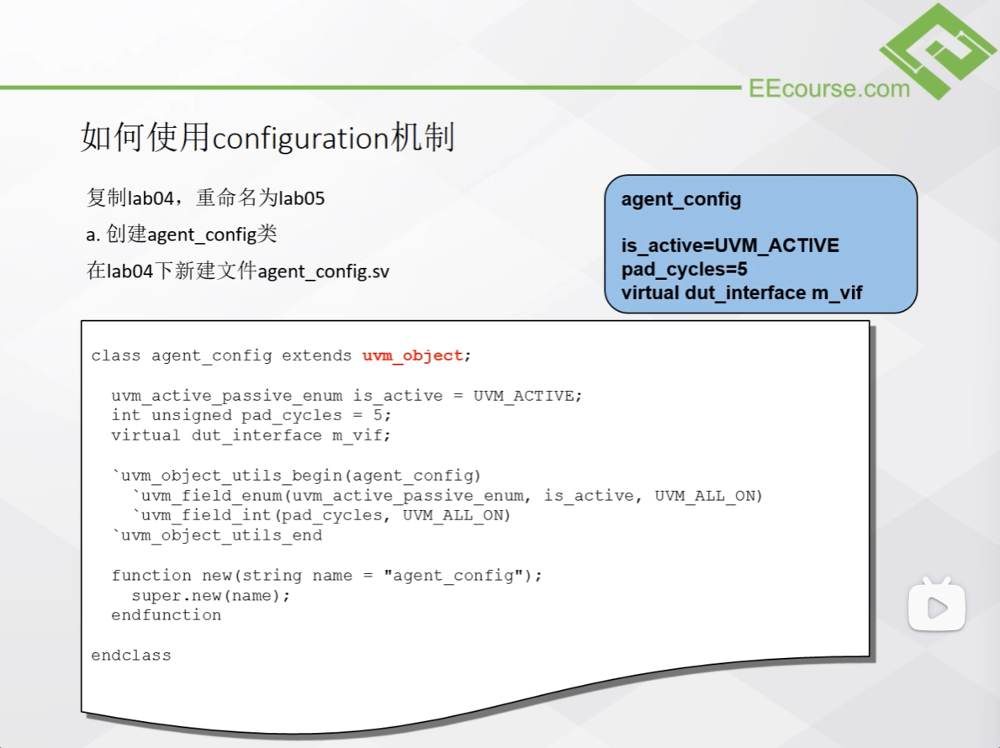 EEcourse.com
如何使用configuration机制
复制lab04，重命名为lab05
a. 创建agent_config类
在lab04下新建文件agent_config.sv
agent_config
is_active=UVM_ACTIVE
pad_cycles=5
virtual dut_interface m_vif
class agent_config extends uvm_object;
uvm_active_passive_enum is_active = UVM_ACTIVE;
int unsigned pad_cycles = 5;
virtual dut_interface m_vif;
`uvm_object_utils_begin(agent_config)
`uvm_field_enum(uvm_active_passive_enum, is_active, UVM_ALL_ON)
`uvm_field_int(pad_cycles, UVM_ALL_ON)
`uvm_object_utils_end
function new(string name = "agent_config");
super.new(name);
endfunction
endclass